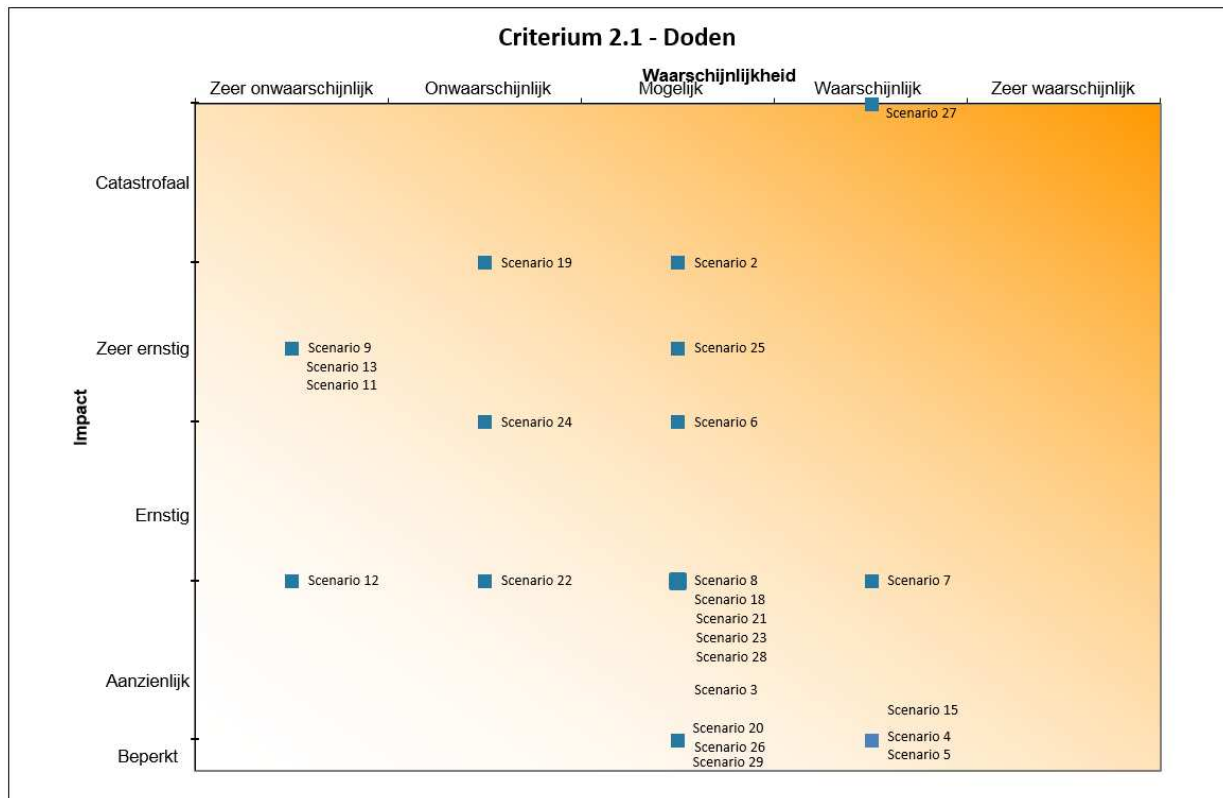 Criterium 2.1 - Doden
Waarschijnlijkheid
Zeer onwaarschijnlijk
Onwaarschijnlijk
Mogelijk
Waarschijnlijk
Zeer waarschijnlijk
Scenario 27
Catastrofaal
Scenario 19
Scenario 2
Zeer ernstig
Scenario 9
Scenario 13
Scenario 11
Scenario 25
Impact
Scenario 24
Scenario 6
Ernstig
Scenario 12
Scenario 22
Scenario 8
Scenario 18
Scenario 21
Scenario 23
Scenario 28
Scenario 7
Aanzienlijk
Scenario 3
Scenario 15
Scenario 20
Scenario 26
Scenario 29
Scenario 4
Scenario 5
Beperkt